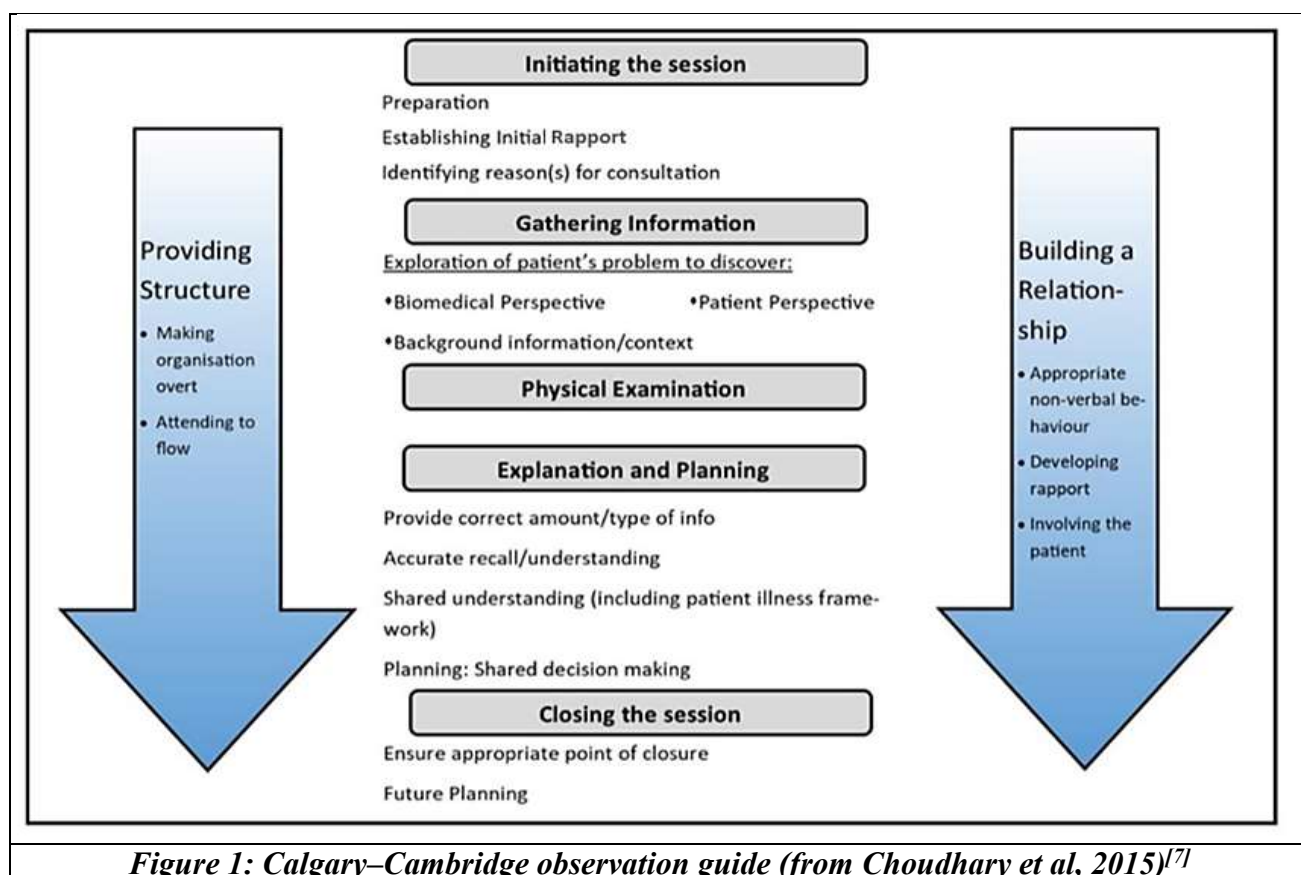 Initiating the session
Preparation
Establishing Initial Rapport
Identifying reason(s) for consultation
Gathering Information
Exploration of patient's problem to discover:
•Biomedical Perspective •Patient Perspective
•Background information/context
Physical Examination
Explanation and Planning
Provide correct amount/type of info
Accurate recall/understanding
Shared understanding (including patient illness frame-
work)
Planning: Shared decision making
Closing the session
Ensure appropriate point of closure
Future Planning
Providing
Structure
• Making
organisation
overt
• Attending to
flow
Building a
Relation-
ship
• Appropriate
non-verbal be-
haviour
• Developing
rapport
• Involving the
patient
Figure 1: Calgary–Cambridge observation guide (from Choudhary et al, 2015)[7]